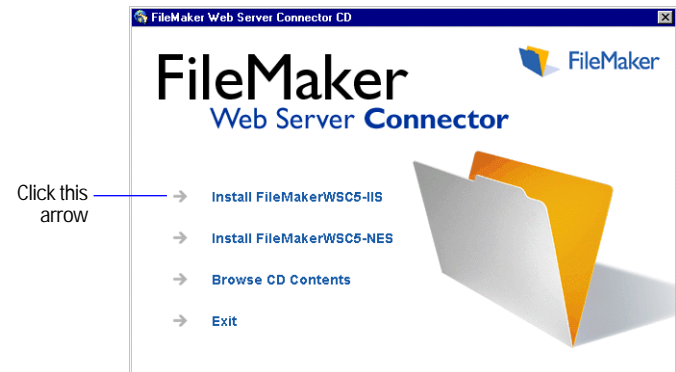 FileMaker Web Server Connector CD
FileMaker
FileMaker
Web Server Connector
Click this
arrow
Install FileMakerWSC5-IIS
Install FileMakerWSC5-NES
Browse CD Contents
Exit